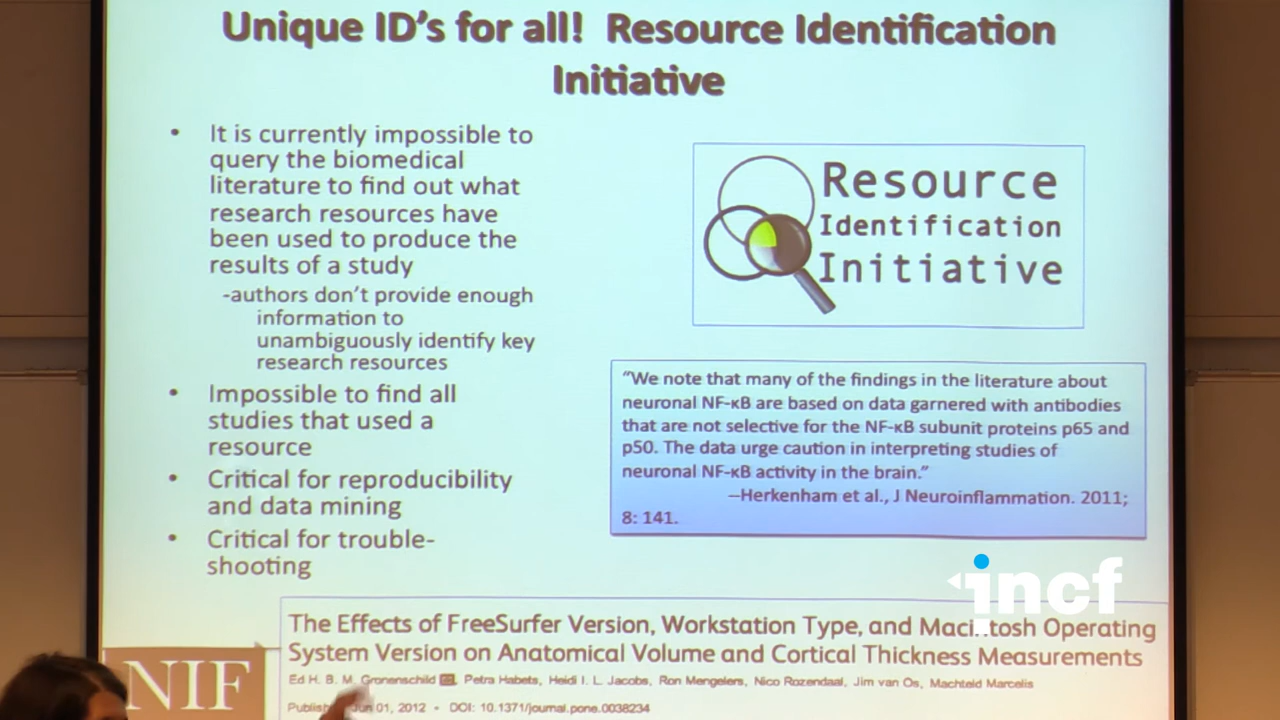 Unique ID's for all! Resource Identification
Initiative
• It is currently impossible to
query the biomedical
literature to find out what
research resources have
been used to produce the
results of a study
-authors don't provide enough
information to
unambiguously identify key
research resources
• Impossible to find all
studies that used a
resource
• Critical for reproducibility
and data mining
• Critical for trouble-
shooting
Resource
Identification
Initiative
"We note that many of the findings in the literature about
neuronal NF-κB are based on data garnered with antibodies
that are not selective for the NF-κB subunit proteins p65 and
p50. The data urge caution in interpreting studies of
neuronal NF-κB activity in the brain."
--Herkenham et al., J Neuroinflammation. 2011;
8: 141.
incf
The Effects of FreeSurfer Version, Workstation Type, and Macintosh Operating
System Version on Anatomical Volume and Cortical Thickness Measurements
Ed H. B. M. Gronenschild, Petra Habets, Heidi I. L. Jacobs, Ron Mengelers, Nico Rozendaal, Jim van Os, Machteld Marcelis
Jun 01, 2012 • DOI: 10.1371/journal.pone.0038234
NIF